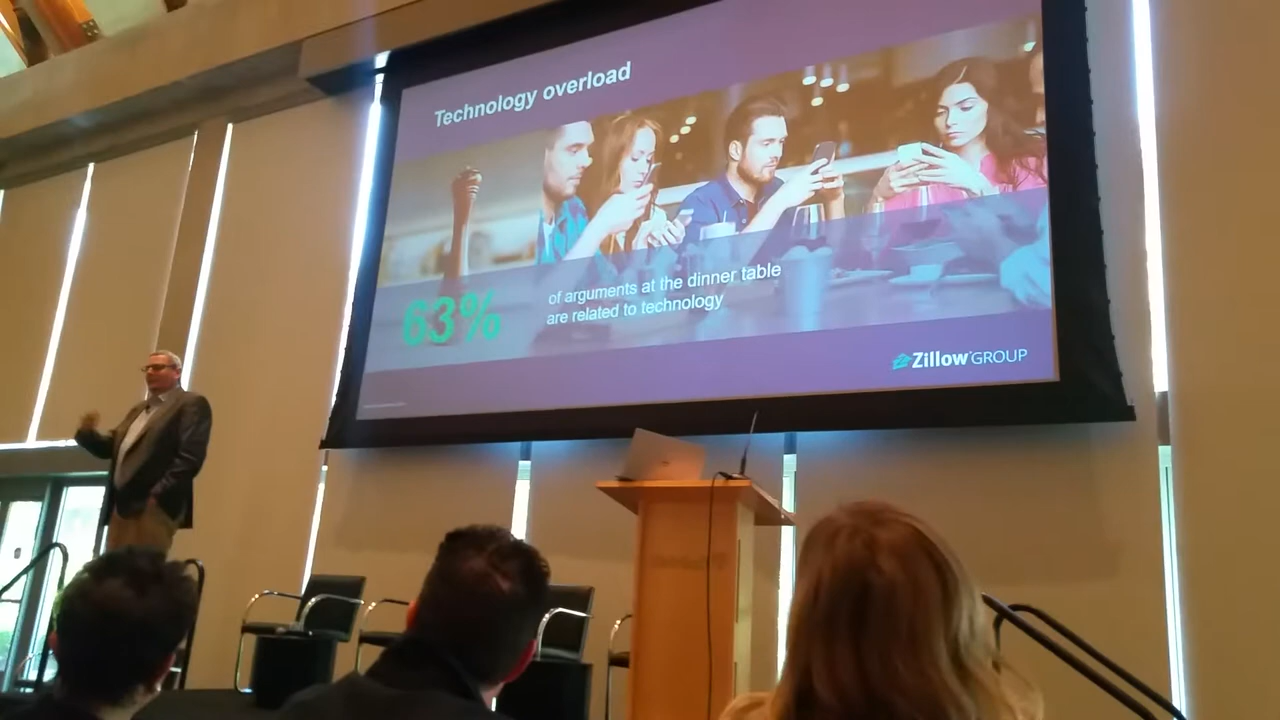 Technology overload
63%
of arguments at the dinner table
are related to technology
Zillow GROUP